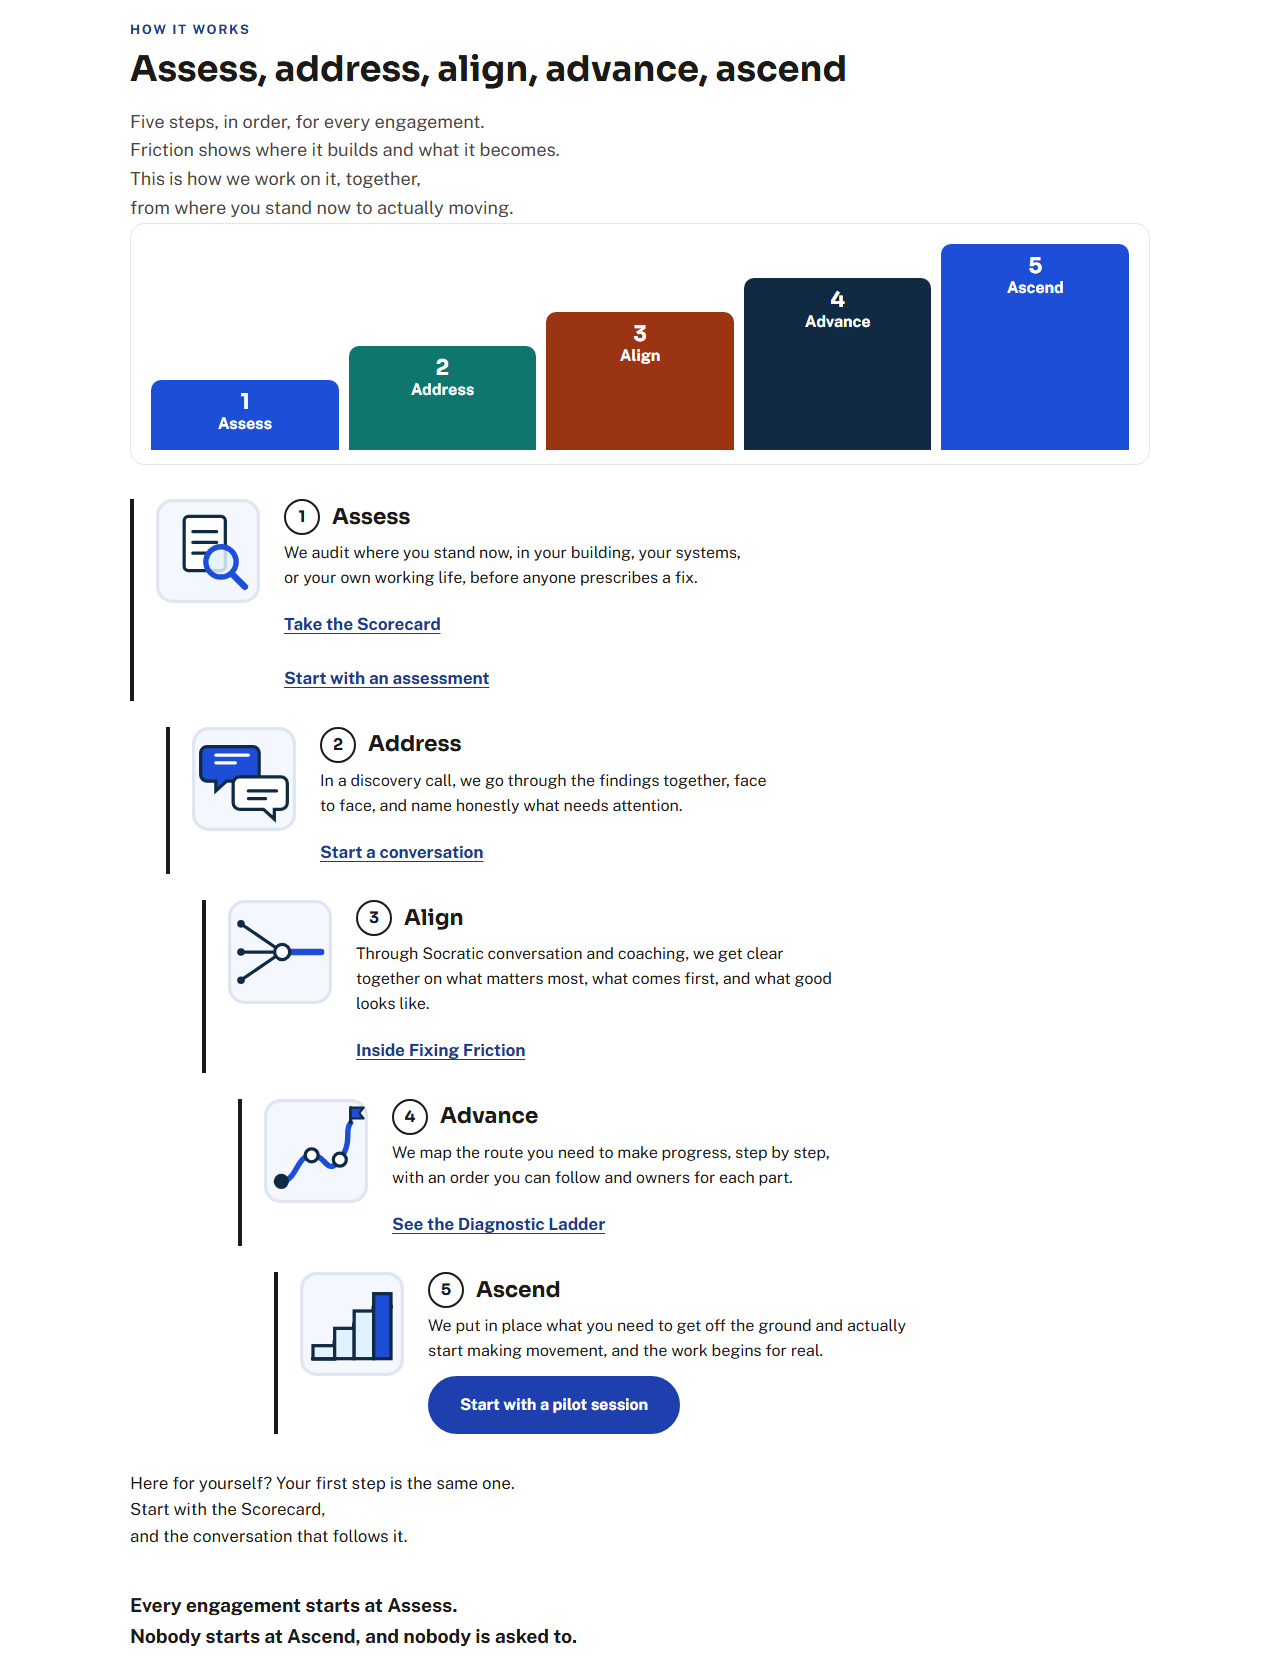 HOW IT WORKS
Assess, address, align, advance, ascend
Five steps, in order, for every engagement.
Friction shows where it builds and what it becomes.
This is how we work on it, together,
from where you stand now to actually moving.
1
Assess
2
Address
3
Align
4
Advance
5
Ascend
1 Assess
We audit where you stand now, in your building, your systems,
or your own working life, before anyone prescribes a fix.
Take the Scorecard
Start with an assessment
2 Address
In a discovery call, we go through the findings together, face
to face, and name honestly what needs attention.
Start a conversation
3 Align
Through Socratic conversation and coaching, we get clear
together on what matters most, what comes first, and what good
looks like.
Inside Fixing Friction
4 Advance
We map the route you need to make progress, step by step,
with an order you can follow and owners for each part.
See the Diagnostic Ladder
5 Ascend
We put in place what you need to get off the ground and actually
start making movement, and the work begins for real.
Start with a pilot session
Here for yourself? Your first step is the same one.
Start with the Scorecard,
and the conversation that follows it.
Every engagement starts at Assess.
Nobody starts at Ascend, and nobody is asked to.